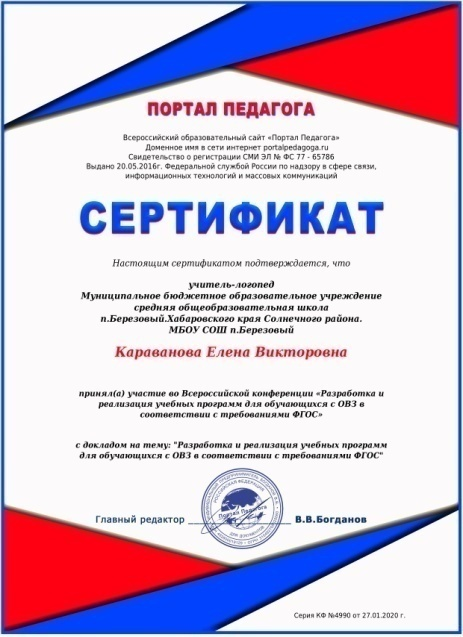 ПОРТАЛ ПЕДАГОГА
Всероссийский образовательный сайт «Портал Педагога»
Доменное имя в сети интернет portalpedagoga.ru
Свидетельство о регистрации СМИ ЭЛ № ФС 77 - 65786
Выдано 20.05.2016г. Федеральной службой России по надзору в сфере связи,
информационных технологий и массовых коммуникаций
СЕРТИФИКАТ
Настоящим сертификатом подтверждается, что
учитель-логопед
Муниципальное бюджетное образовательное учреждение
средняя общеобразовательная школа
п.Березовый.Хабаровского края Солнечного района.
МБОУ СОШ п.Березовый
Караванова Елена Викторовна
принял(а) участие во Всероссийской конференции «Разработка и
реализация учебных программ для обучающихся с ОВЗ в
соответствии с требованиями ФГОС»
с докладом на тему: "Разработка и реализация учебных программ
для обучающихся с ОВЗ в соответствии с требованиями ФГОС"
Главный редактор
Портал Педагога
В.В.Богданов
Серия КФ №4990 от 27.01.2020 г.